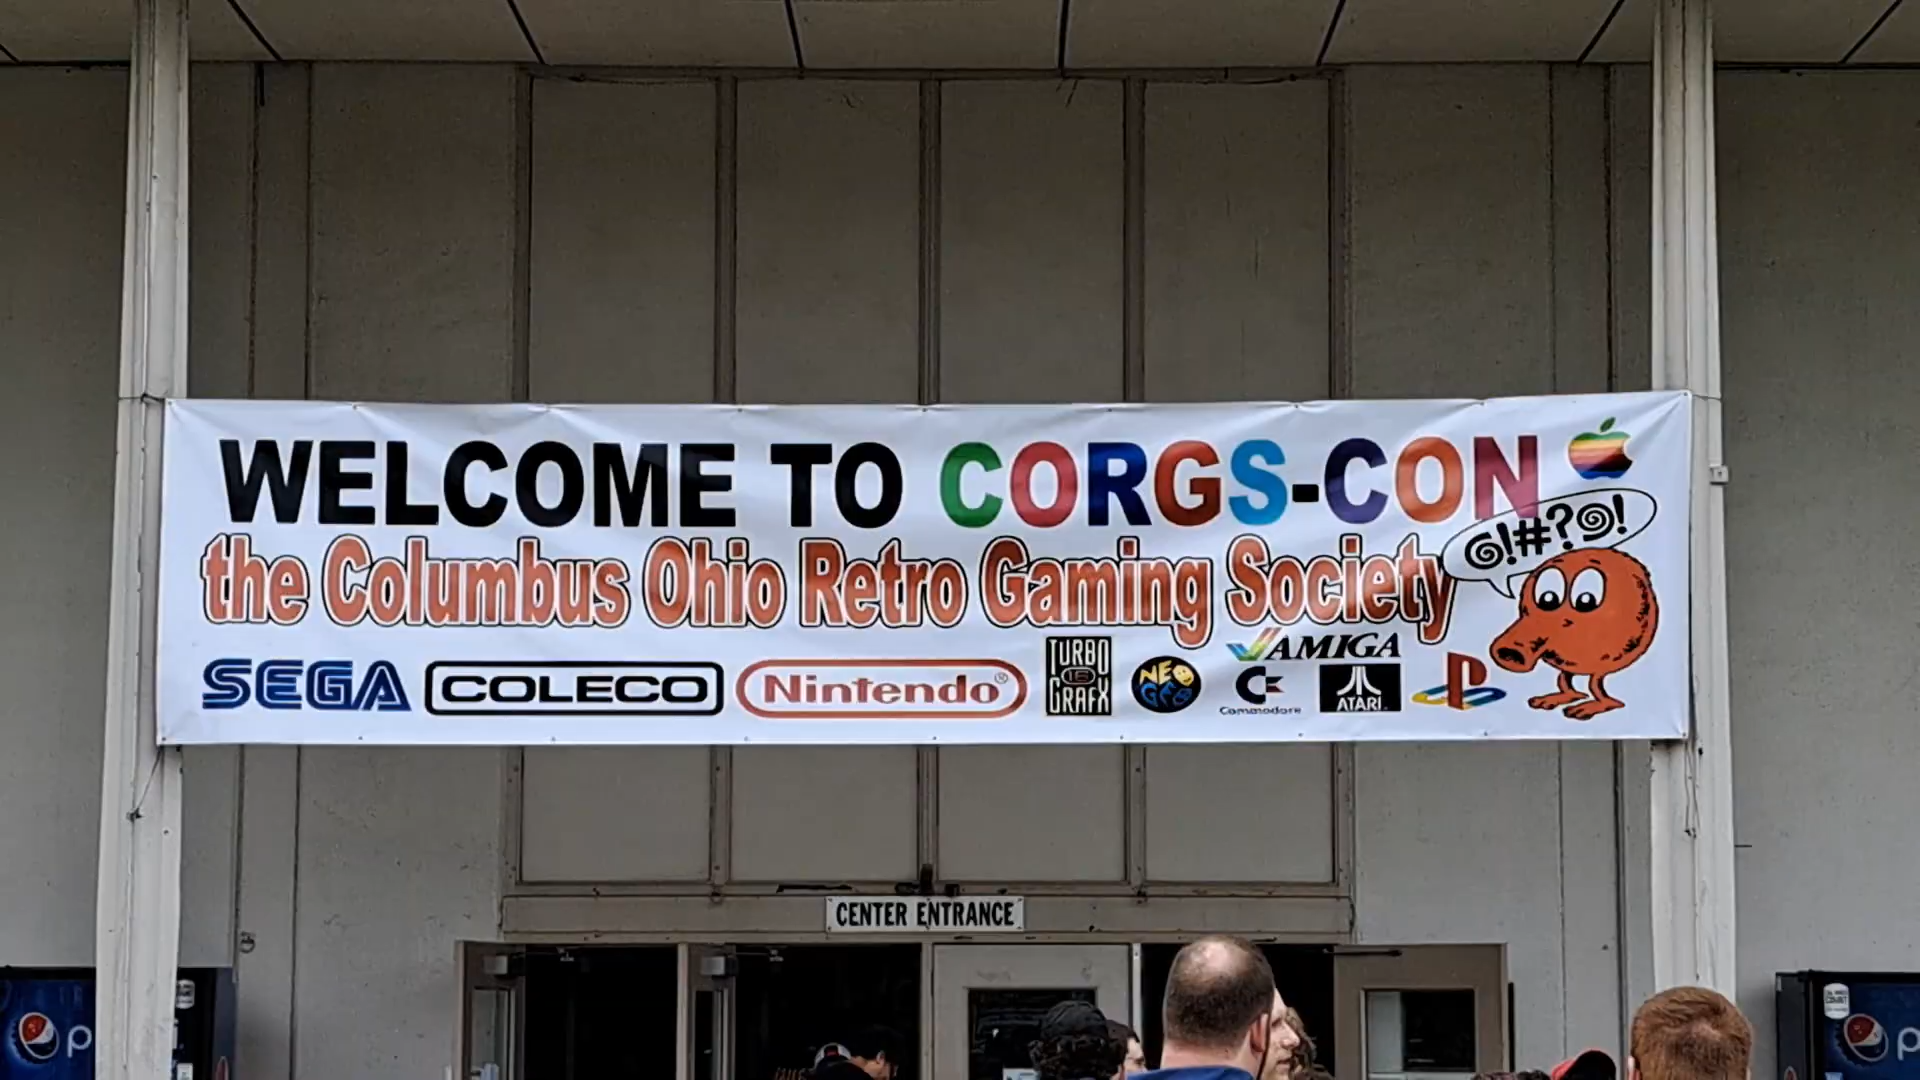 WELCOME TO CORGS-CON
@!#?@!
the Columbus Ohio Retro Gaming Society
SEGA
COLECO
Nintendo®
TURBO
16
GRAFX
NEO
GEO
AMIGA
Commodore
ATARI
CENTER ENTRANCE
p
p